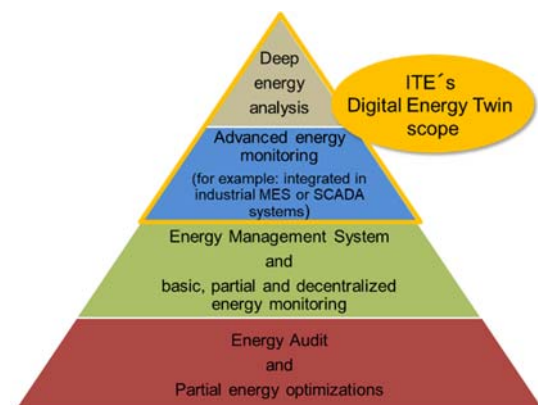 Deep
energy
analysis
ITE´s
Digital Energy Twin
scope
Advanced energy
monitoring
(for example: integrated in
industrial MES or SCADA
systems)
Energy Management System
and
basic, partial and decentralized
energy monitoring
Energy Audit
and
Partial energy optimizations